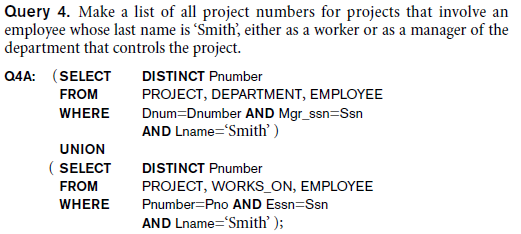 Query 4. Make a list of all project numbers for projects that involve an
employee whose last name is ‘Smith’, either as a worker or as a manager of the
department that controls the project.
Q4A: ( SELECT DISTINCT Pnumber
FROM PROJECT, DEPARTMENT, EMPLOYEE
WHERE Dnum=Dnumber AND Mgr_ssn=Ssn
AND Lname=‘Smith’ )
UNION
( SELECT DISTINCT Pnumber
FROM PROJECT, WORKS_ON, EMPLOYEE
WHERE Pnumber=Pno AND Essn=Ssn
AND Lname=‘Smith’ );